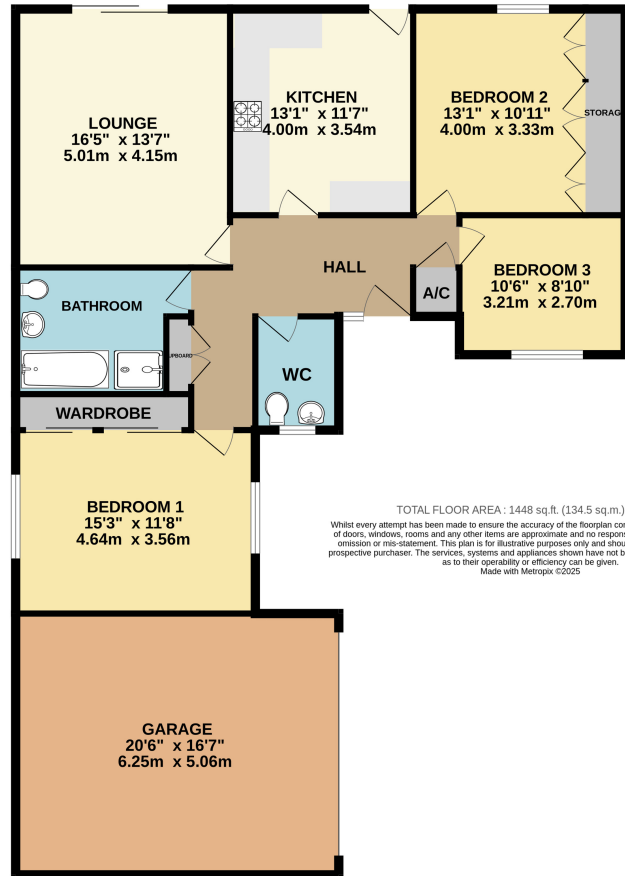 LOUNGE
16'5" x 13'7"
5.01m x 4.15m
KITCHEN
13'1" x 11'7"
4.00m x 3.54m
BEDROOM 2
13'1" x 10'11"
4.00m x 3.33m
STORAG
HALL
BEDROOM 3
10'6" x 8'10"
3.21m x 2.70m
A/C
BATHROOM
UPBOARD
WC
WARDROBE
BEDROOM 1
15'3" x 11'8"
4.64m x 3.56m
GARAGE
20'6" x 16'7"
6.25m x 5.06m
TOTAL FLOOR AREA : 1448 sq.ft. (134.5 sq.m.)
Whilst every attempt has been made to ensure the accuracy of the floorplan con
of doors, windows, rooms and any other items are approximate and no respons
omission or mis-statement. This plan is for illustrative purposes only and shou
prospective purchaser. The services, systems and appliances shown have not b
as to their operability or efficiency can be given.
Made with Metropix ©2025